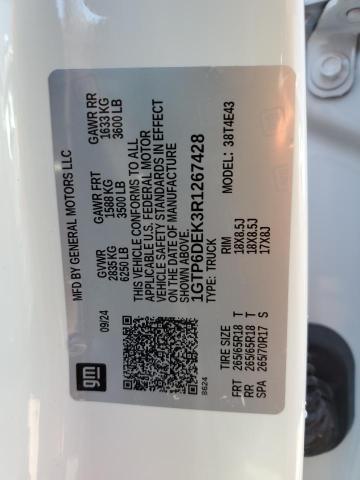 MFD BY GENERAL MOTORS LLC
09/24
GVWR GAWR FRT GAWR RR
2835 KG 1588 KG 1633 KG
6250 LB 3500 LB 3600 LB
THIS VEHICLE CONFORMS TO ALL
APPLICABLE U.S. FEDERAL MOTOR
VEHICLE SAFETY STANDARDS IN EFFECT
ON THE DATE OF MANUFACTURE
SHOWN ABOVE
1GTP6DEK3R1267428
TYPE: TRUCK 38T4E43
gm
8624
TIRE SIZE RIM
FRT 265/65R18 T 18X8.5J
RR 265/65R18 T 18X8.5J
SPA 265/70R17 S 17X8J